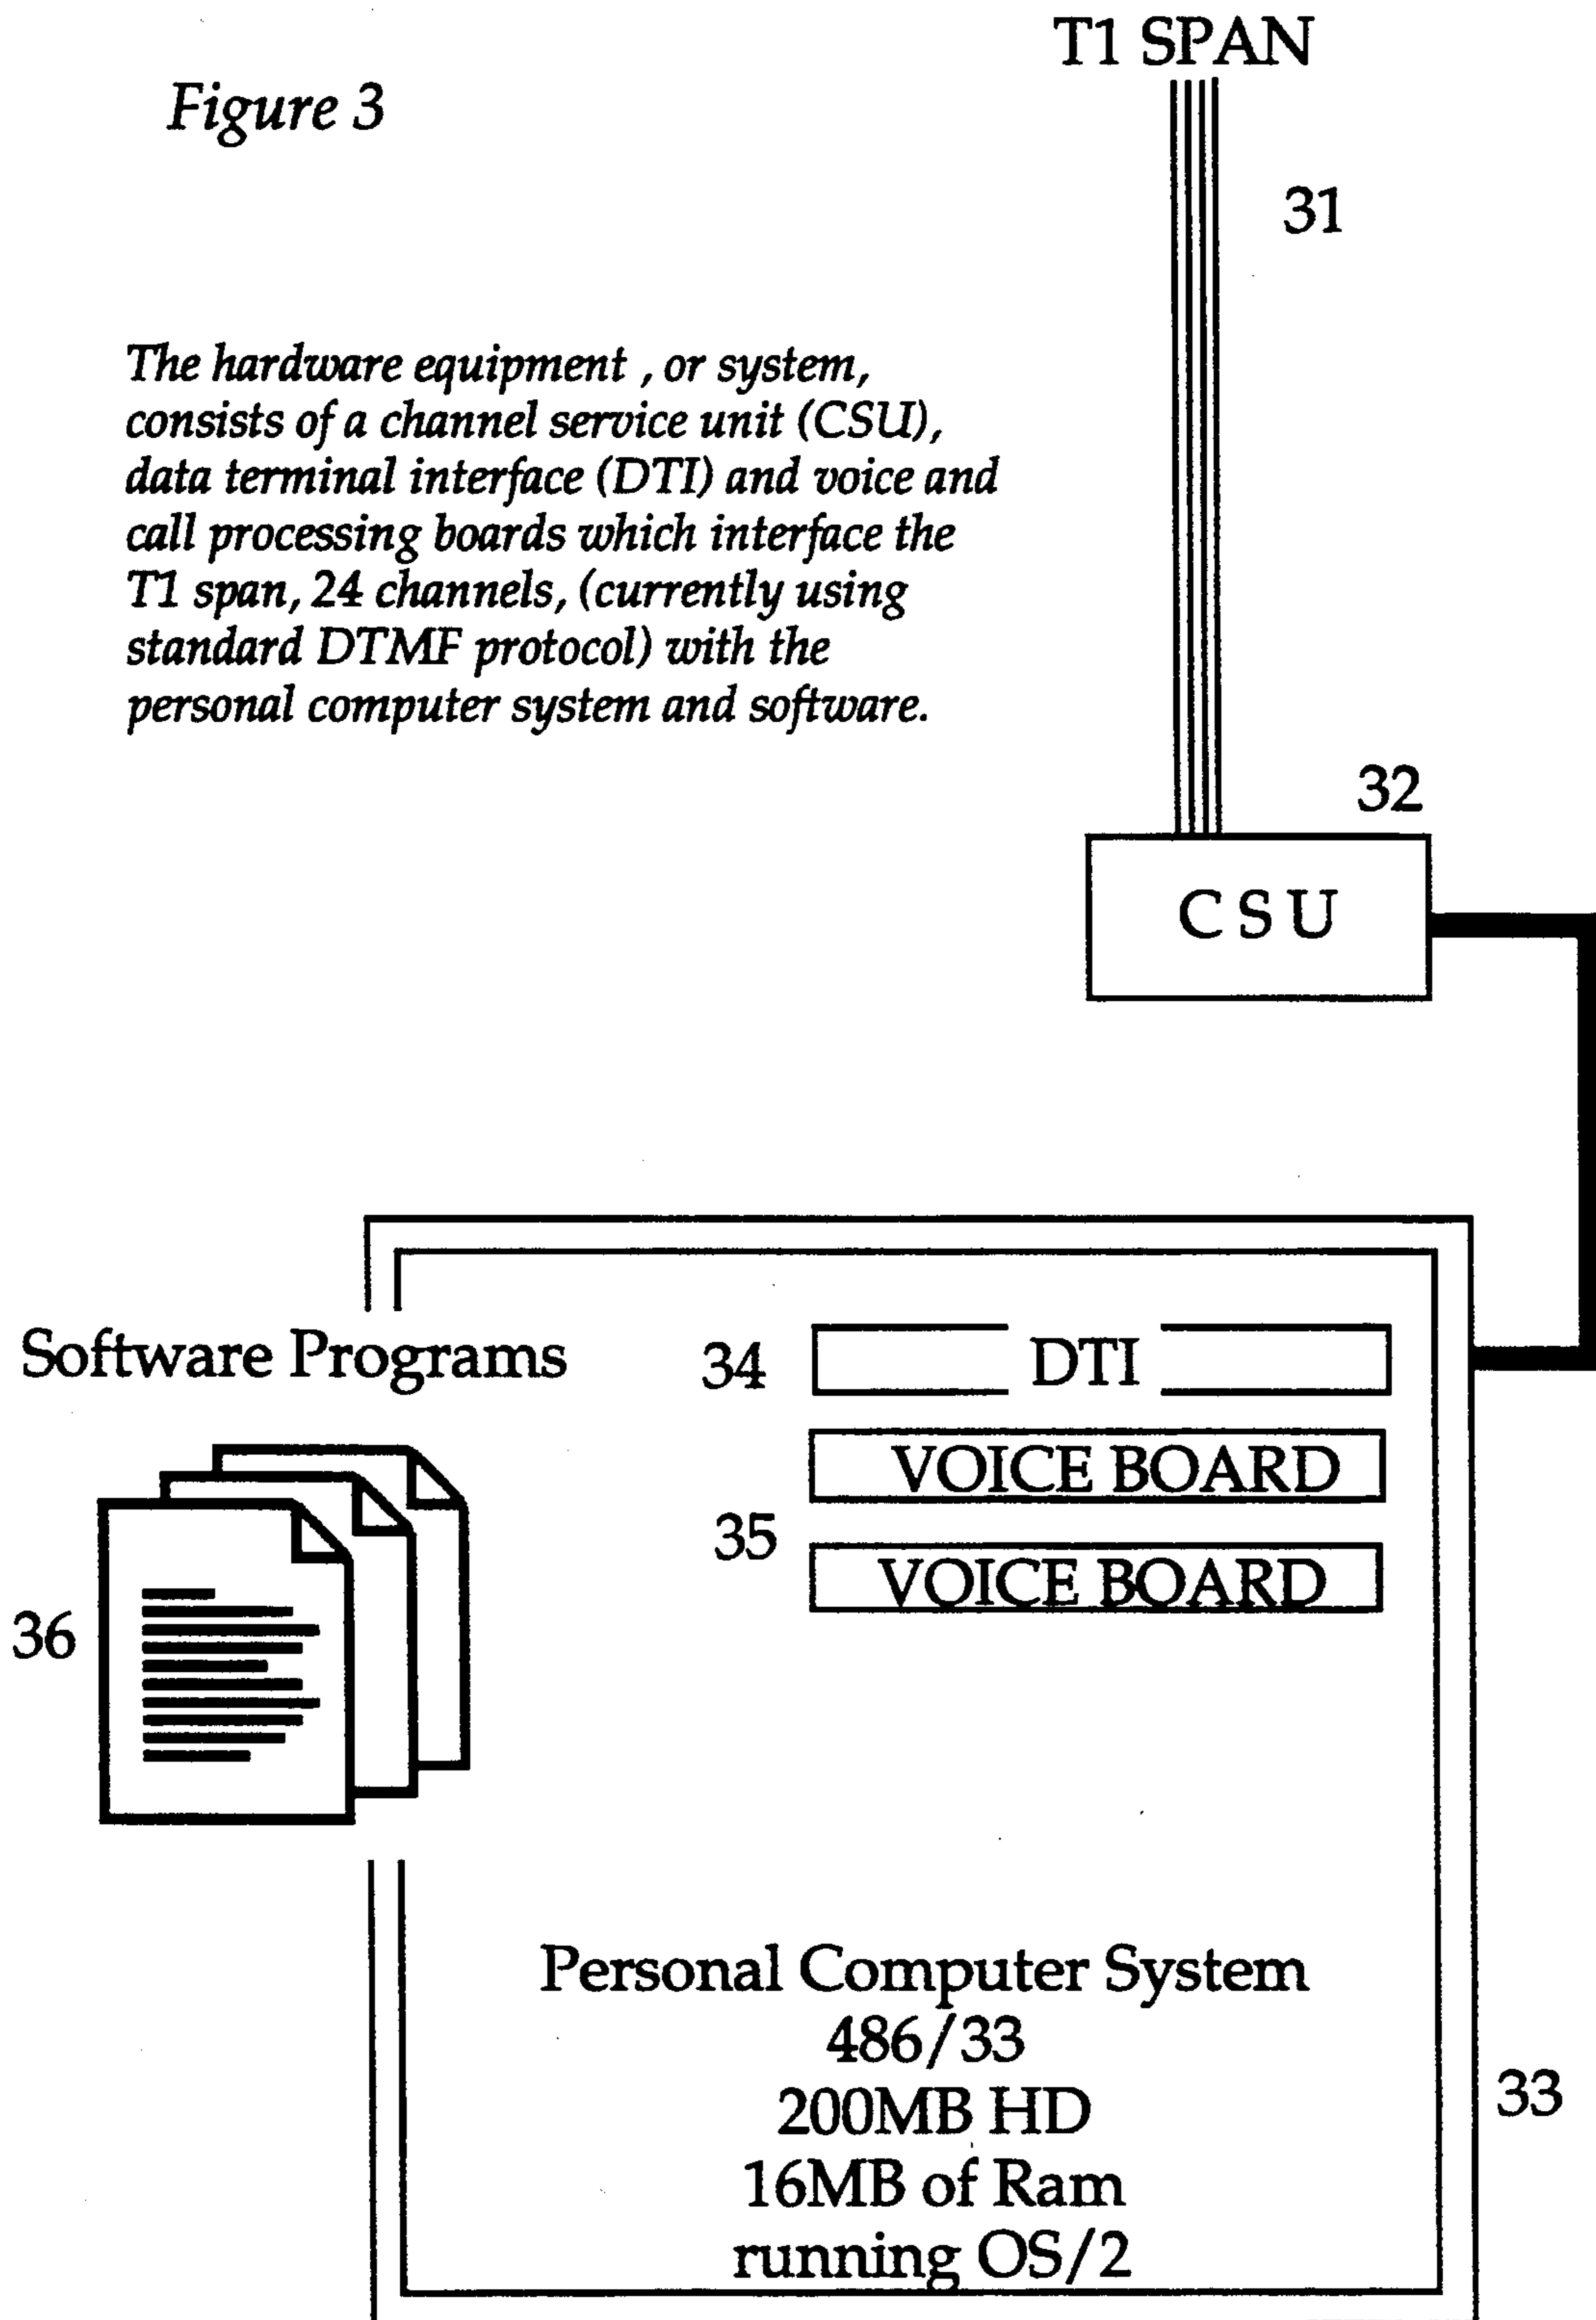 T1 SPAN
Figure 3
31
The hardware equipment , or system,
consists of a channel service unit (CSU),
data terminal interface (DTI) and voice and
call processing boards which interface the
T1 span, 24 channels, (currently using
standard DTMF protocol) with the
personal computer system and software.
32
CSU
Software Programs
34
DTI
VOICE BOARD
35
VOICE BOARD
36
Personal Computer System
486/33
200MB HD
33
16MB of Ram
running OS/2